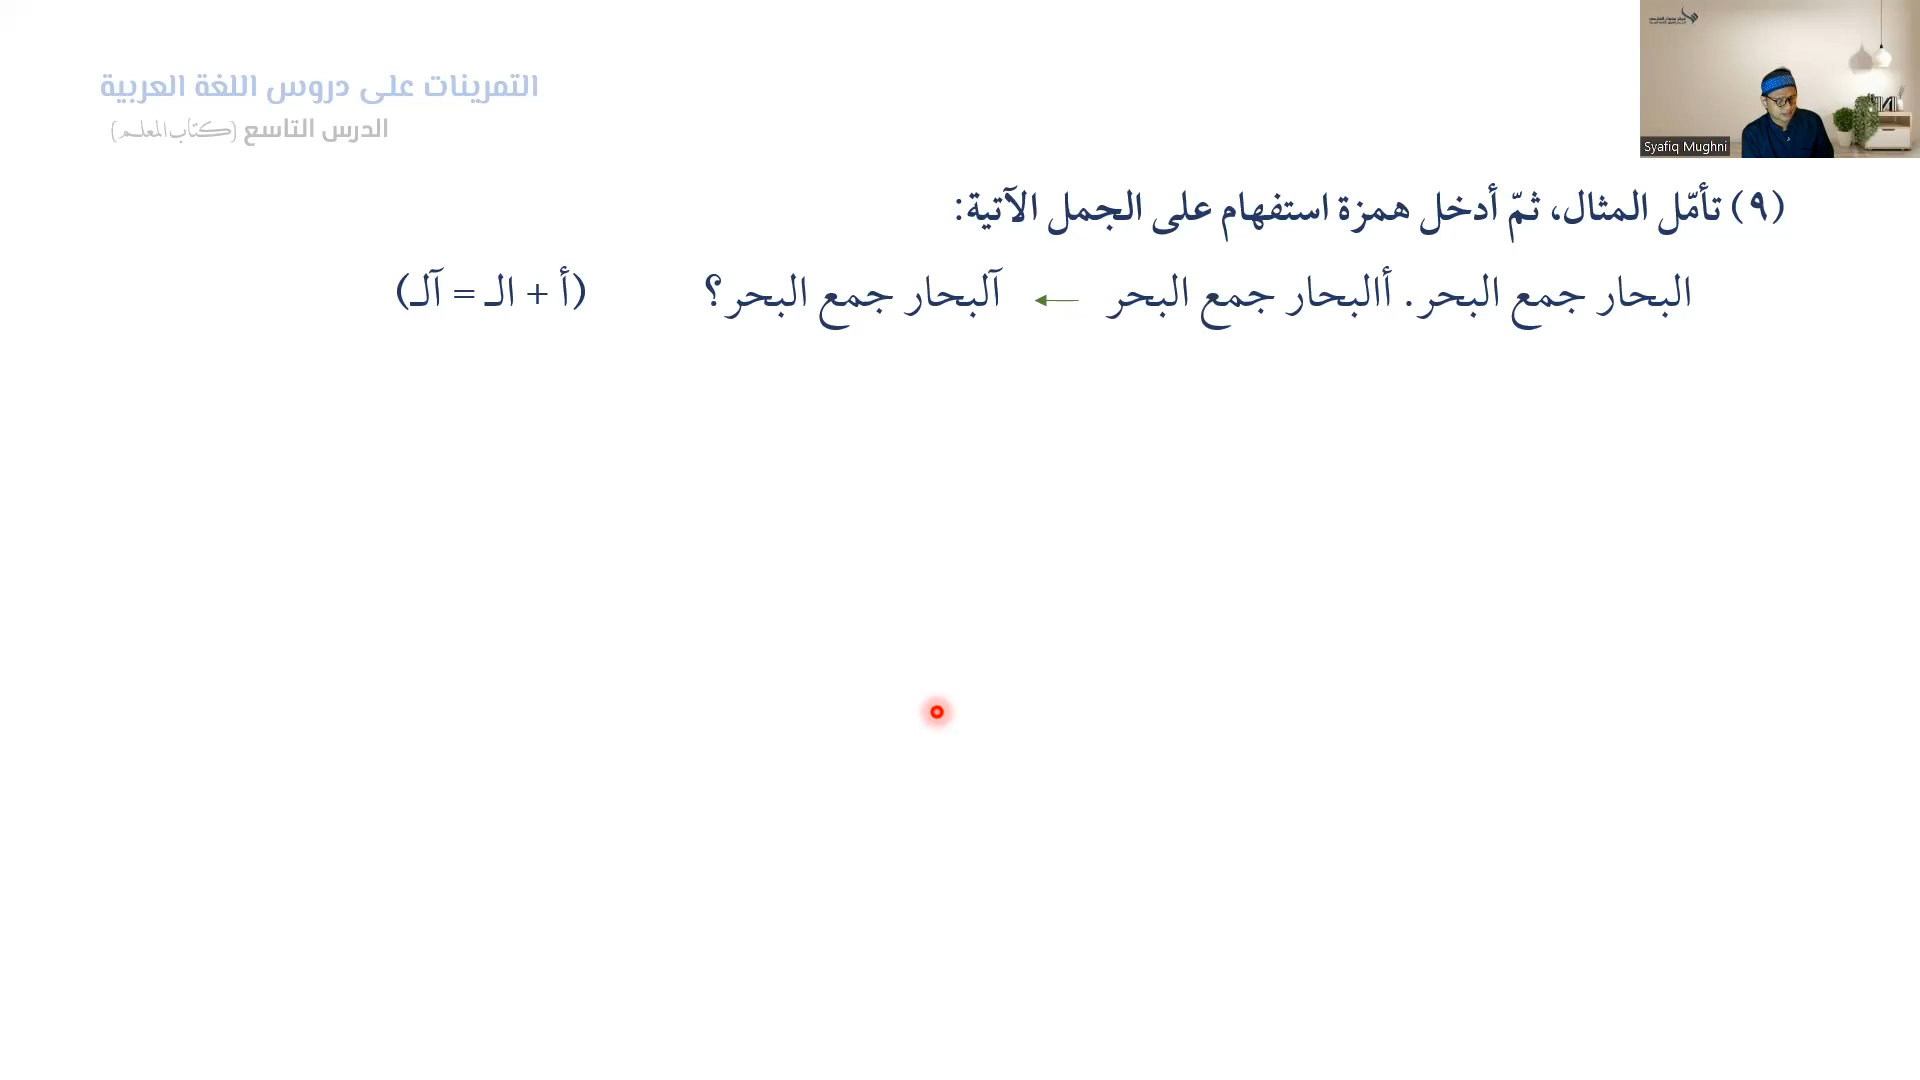 التمرينات على دروس اللغة العربية
الدرس التاسع (كتاب المعلم)
Syafiq Mughni
(٩) تأمّل المثال، ثمّ أدخل همزة استفهام على الجمل الآتية:
البحار جمع البحر. أالبحار جمع البحر ← آلبحار جمع البحر؟ (أ + الـ = آلـ)